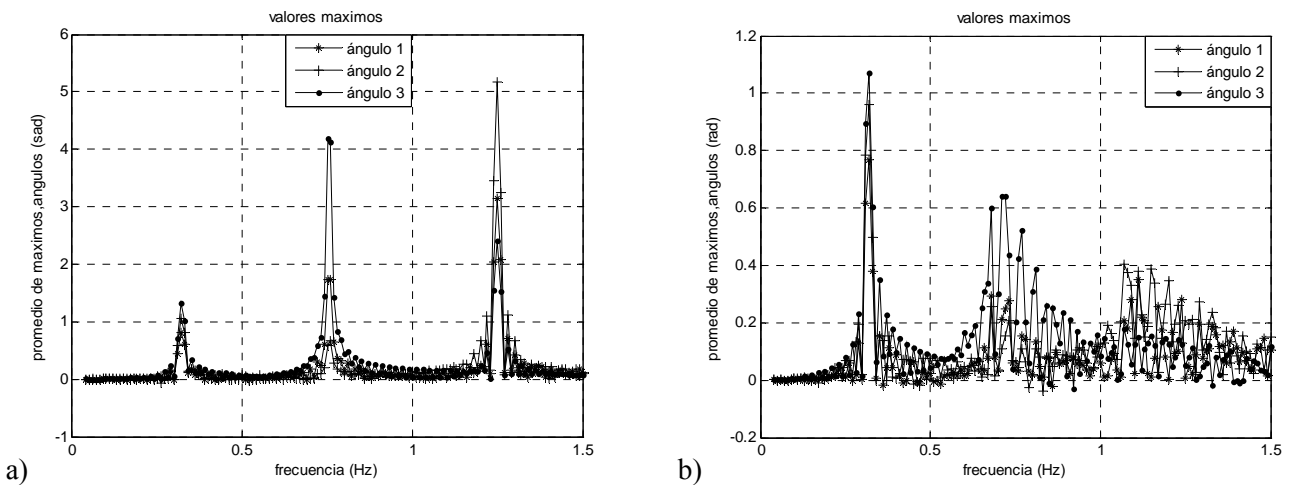 valores maximos
6
5
4
3
2
1
0
-1
promedio de maximos,angulos (sad)
ángulo 1
ángulo 2
ángulo 3
0 0.5 1 1.5
frecuencia (Hz)
a)
valores maximos
1.2
1
0.8
0.6
0.4
0.2
0
-0.2
promedio de maximos,angulos (rad)
ángulo 1
ángulo 2
ángulo 3
0 0.5 1 1.5
frecuencia (Hz)
b)